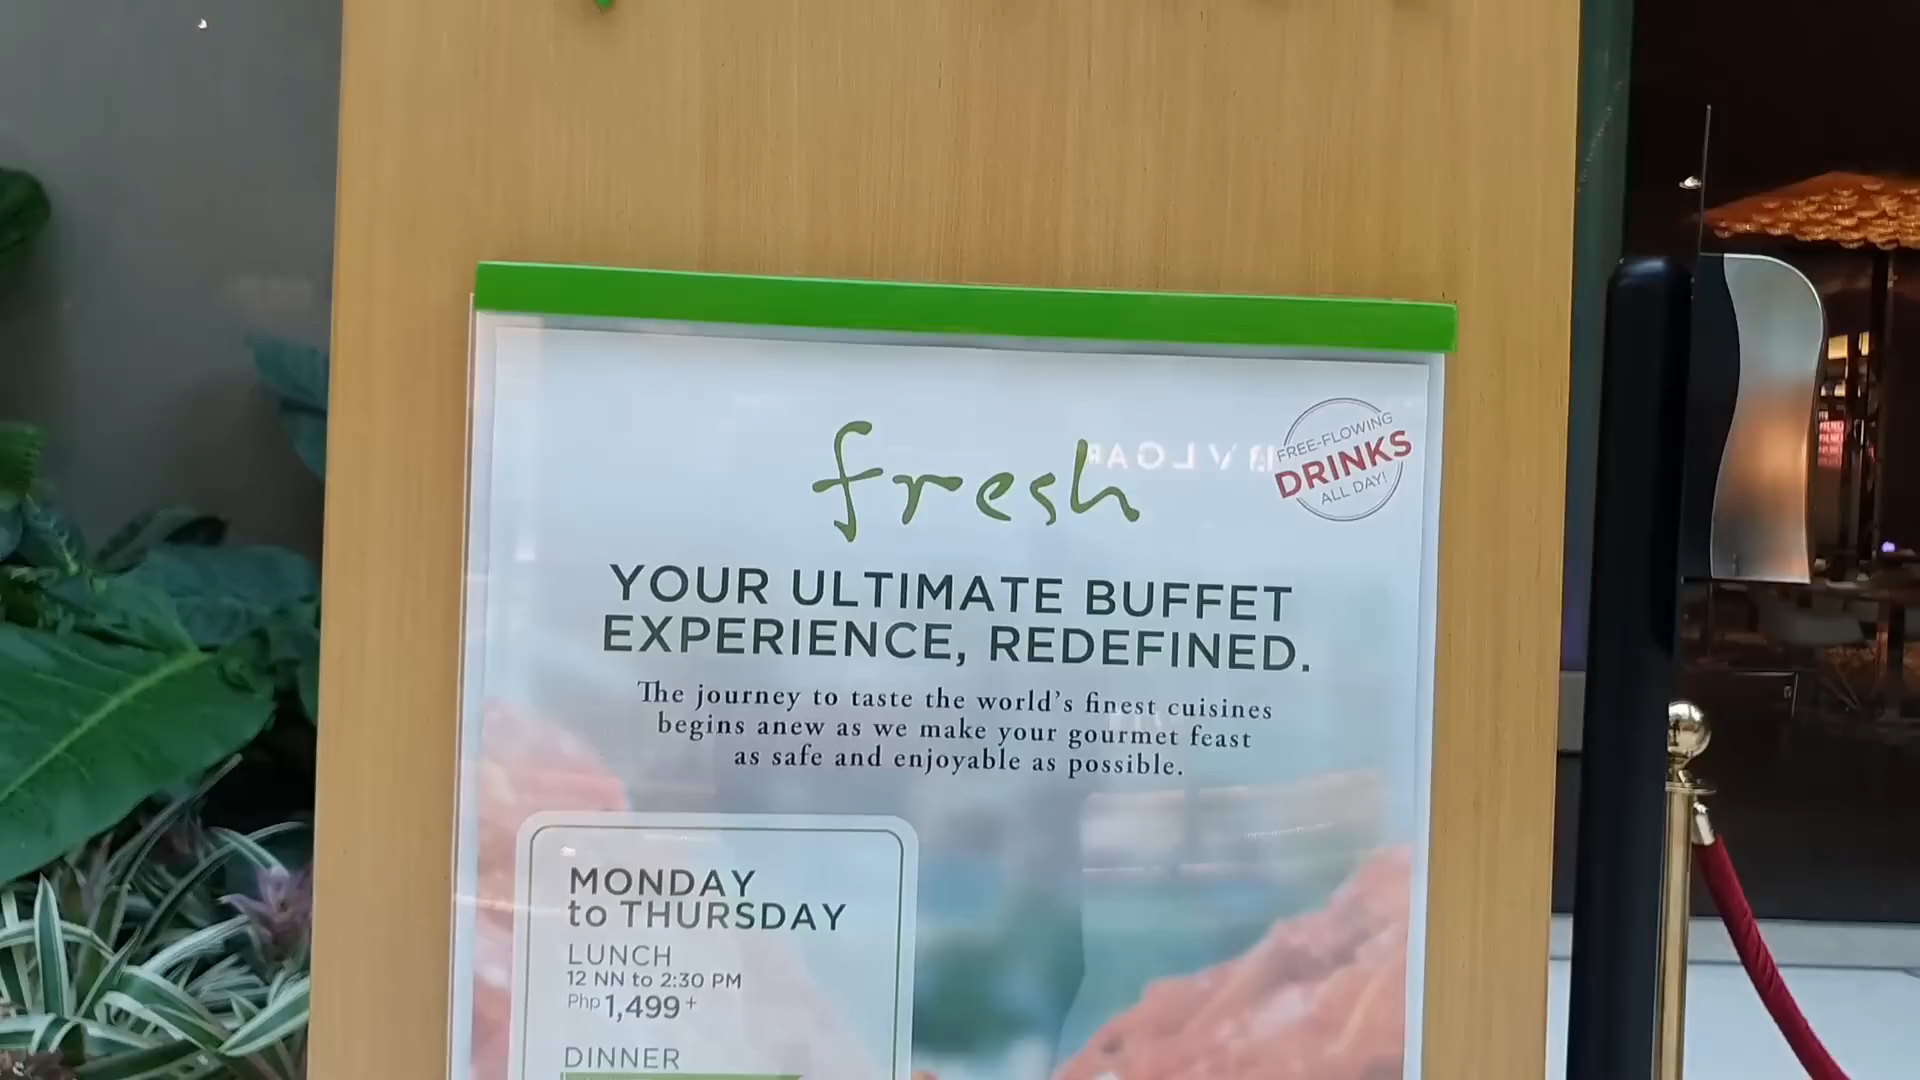 fresh
FREE-FLOWING
DRINKS
ALL DAY!
BVLGAR
YOUR ULTIMATE BUFFET
EXPERIENCE, REDEFINED.
The journey to taste the world's finest cuisines
begins anew as we make your gourmet feast
as safe and enjoyable as possible.
MONDAY
to THURSDAY
LUNCH
12 NN to 2:30 PM
Php 1,499+
DINNER